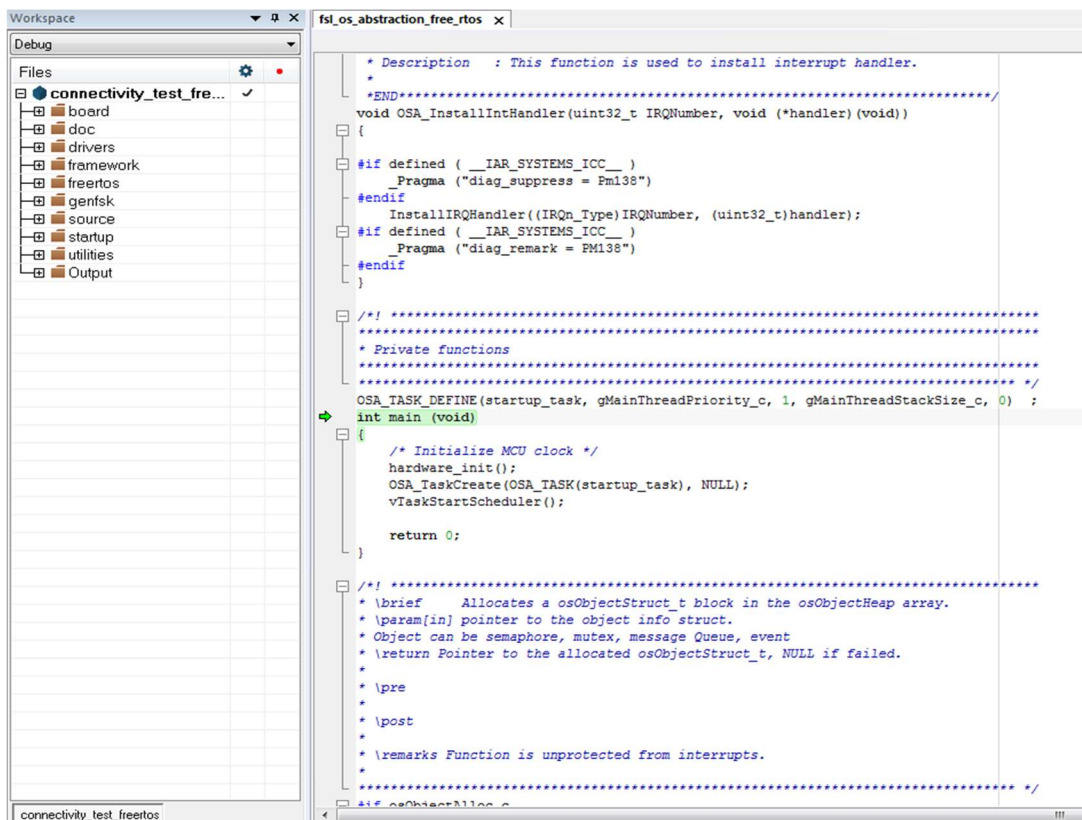 Workspace
Debug
Files
connectivity_test_fre...
board
doc
drivers
framework
freertos
genfsk
source
startup
utilities
Output
connectivity_test_freertos
fsl_os_abstraction_free_rtos x
* Description   : This function is used to install interrupt handler.
*
*END**************************************************************************/
void OSA_InstallIntHandler(uint32_t IRQNumber, void (*handler)(void))
{
#if defined ( __IAR_SYSTEMS_ICC__ )
    _Pragma ("diag_suppress = Pm138")
#endif
    InstallIRQHandler((IRQn_Type)IRQNumber, (uint32_t)handler);
#if defined ( __IAR_SYSTEMS_ICC__ )
    _Pragma ("diag_remark = PM138")
#endif
}
/*! *********************************************************************************
*************************************************************************************
* Private functions
*************************************************************************************
********************************************************************************** */
OSA_TASK_DEFINE(startup_task, gMainThreadPriority_c, 1, gMainThreadStackSize_c, 0)  ;
int main (void)
{
    /* Initialize MCU clock */
    hardware_init();
    OSA_TaskCreate(OSA_TASK(startup_task), NULL);
    vTaskStartScheduler();
    return 0;
}
/*! *********************************************************************************
* \brief     Allocates a osObjectStruct_t block in the osObjectHeap array.
* \param[in] pointer to the object info struct.
* Object can be semaphore, mutex, message Queue, event
* \return Pointer to the allocated osObjectStruct_t, NULL if failed.
*
* \pre
*
* \post
*
* \remarks Function is unprotected from interrupts.
*
********************************************************************************** */
#if osObjectAlloc_c